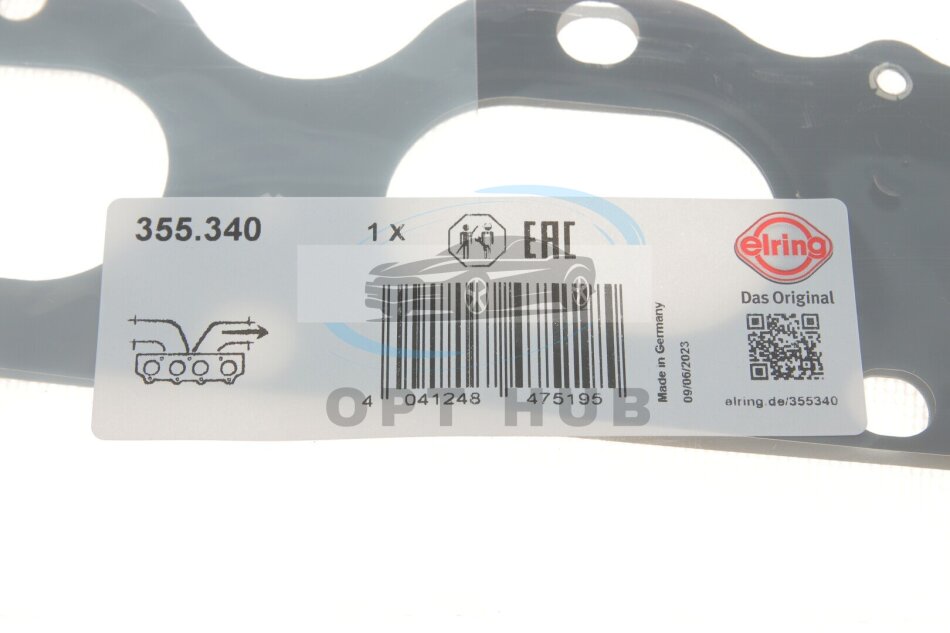 355.340
1 X
EAC
elring
Das Original
Made in Germany
09/06/2023
4 041248 475195
elring.de/355340
OPT HUB